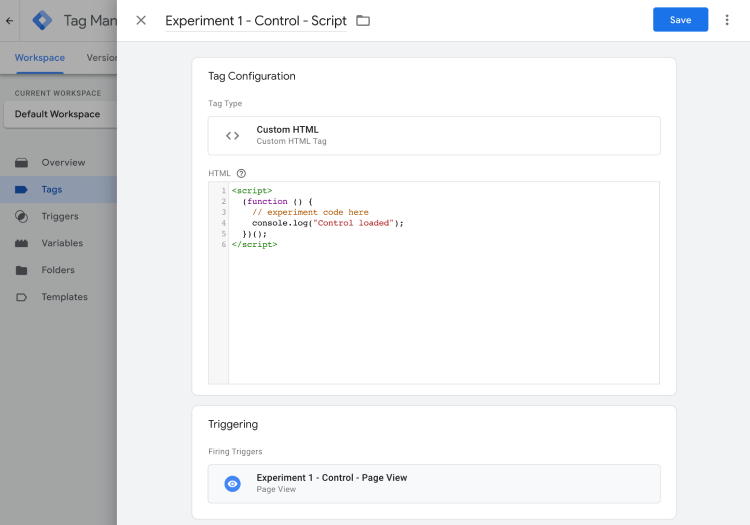 Tag Man
Experiment 1 - Control - Script
Save
Workspace
Version
CURRENT WORKSPACE
Default Workspace
Overview
Tags
Triggers
Variables
Folders
Templates
Tag Configuration
Tag Type
Custom HTML
Custom HTML Tag
HTML
1 <script>
2 (function () {
3 // experiment code here
4 console.log("Control loaded");
5 })();
6 </script>
Triggering
Firing Triggers
Experiment 1 - Control - Page View
Page View